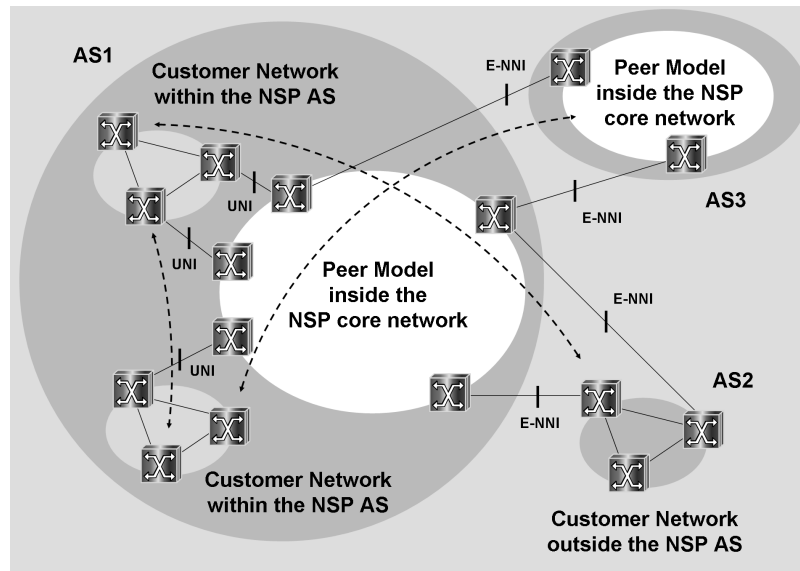 AS1
Customer Network
within the NSP AS
E-NNI
Peer Model
inside the NSP
core network
AS3
UNI
E-NNI
UNI
Peer Model
inside the
NSP core network
E-NNI
UNI
AS2
E-NNI
Customer Network
within the NSP AS
Customer Network
outside the NSP AS